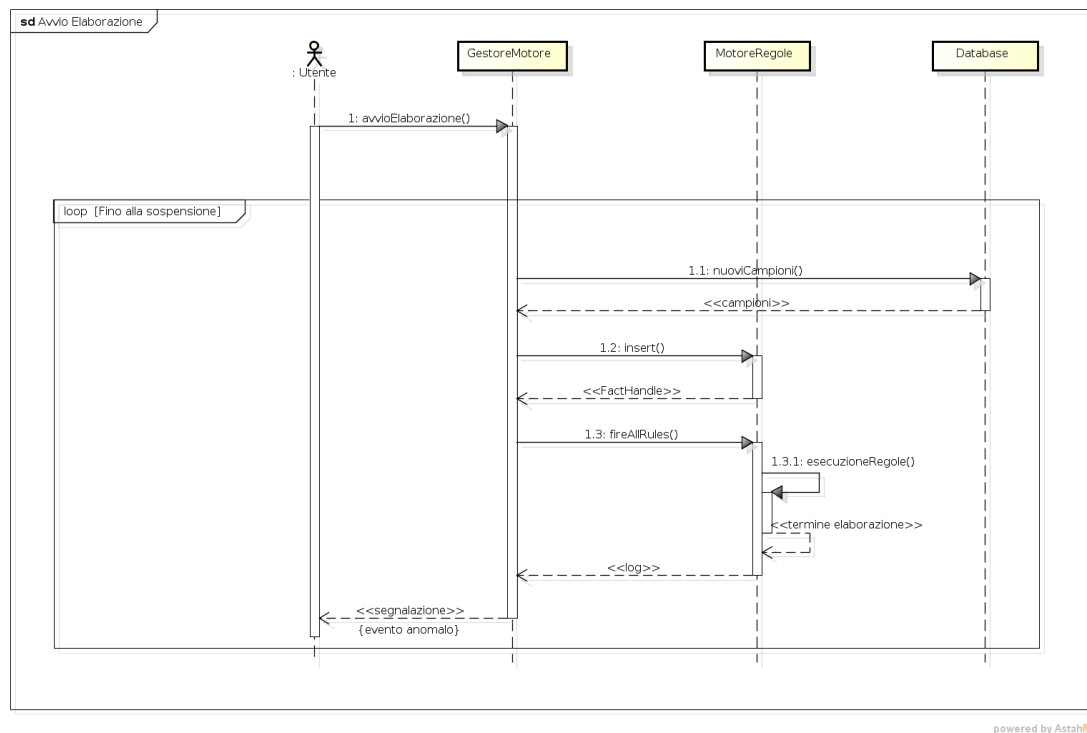 sd Avvio Elaborazione
: Utente
GestoreMotore
MotoreRegole
Database
1: avvioElaborazione()
loop [Fino alla sospensione]
1.1: nuoviCampioni()
<<campioni>>
1.2: insert()
<<FactHandle>>
1.3: fireAllRules()
1.3.1: esecuzioneRegole()
<<termine elaborazione>>
<<log>>
<<segnalazione>>
{evento anomalo}
powered by Astah